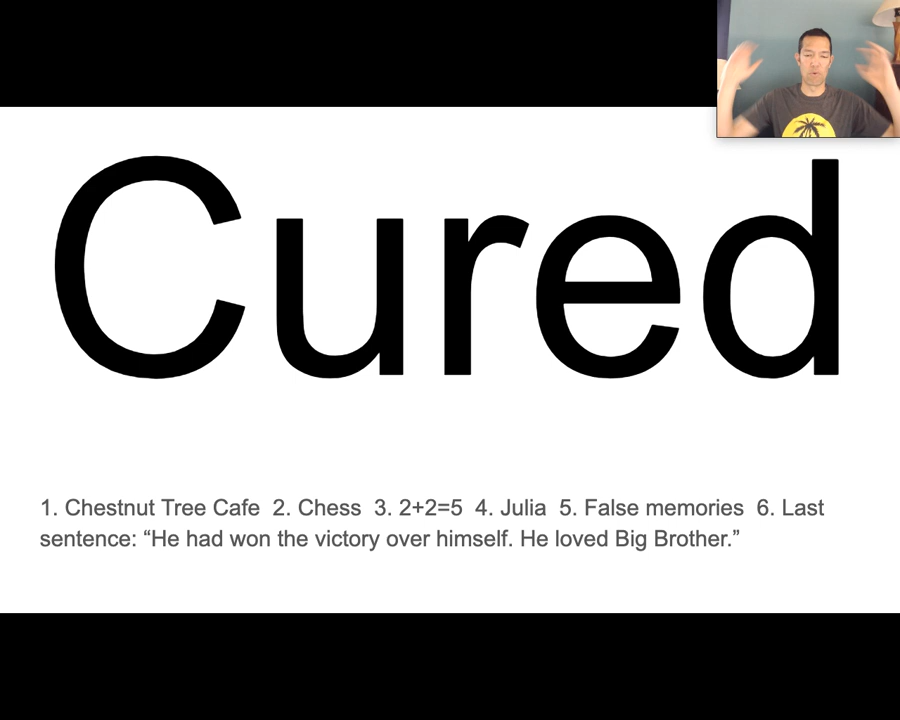 Cured
1. Chestnut Tree Cafe  2. Chess  3. 2+2=5  4. Julia  5. False memories  6. Last
sentence: “He had won the victory over himself. He loved Big Brother.”